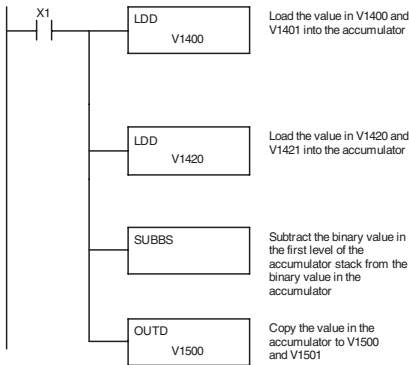 X1
LDD
V1400
Load the value in V1400 and
V1401 into the accumulator
LDD
V1420
Load the value in V1420 and
V1421 into the accumulator
SUBBS
Subtract the binary value in
the first level of the
accumulator stack from the
binary value in the
accumulator
OUTD
V1500
Copy the value in the
accumulator to V1500
and V1501